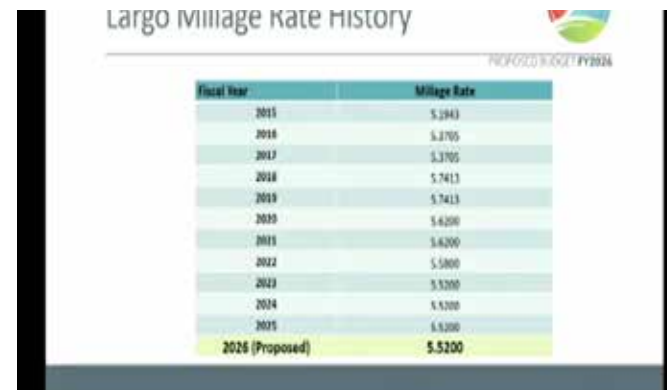 Largo Millage Rate History
PROPOSED BUDGET FY2026
Fiscal Year Millage Rate
2015 5.1943
2016 5.3705
2017 5.3705
2018 5.7413
2019 5.7413
2020 5.6200
2021 5.6200
2022 5.5800
2023 5.5200
2024 5.5200
2025 5.5200
2026 (Proposed) 5.5200